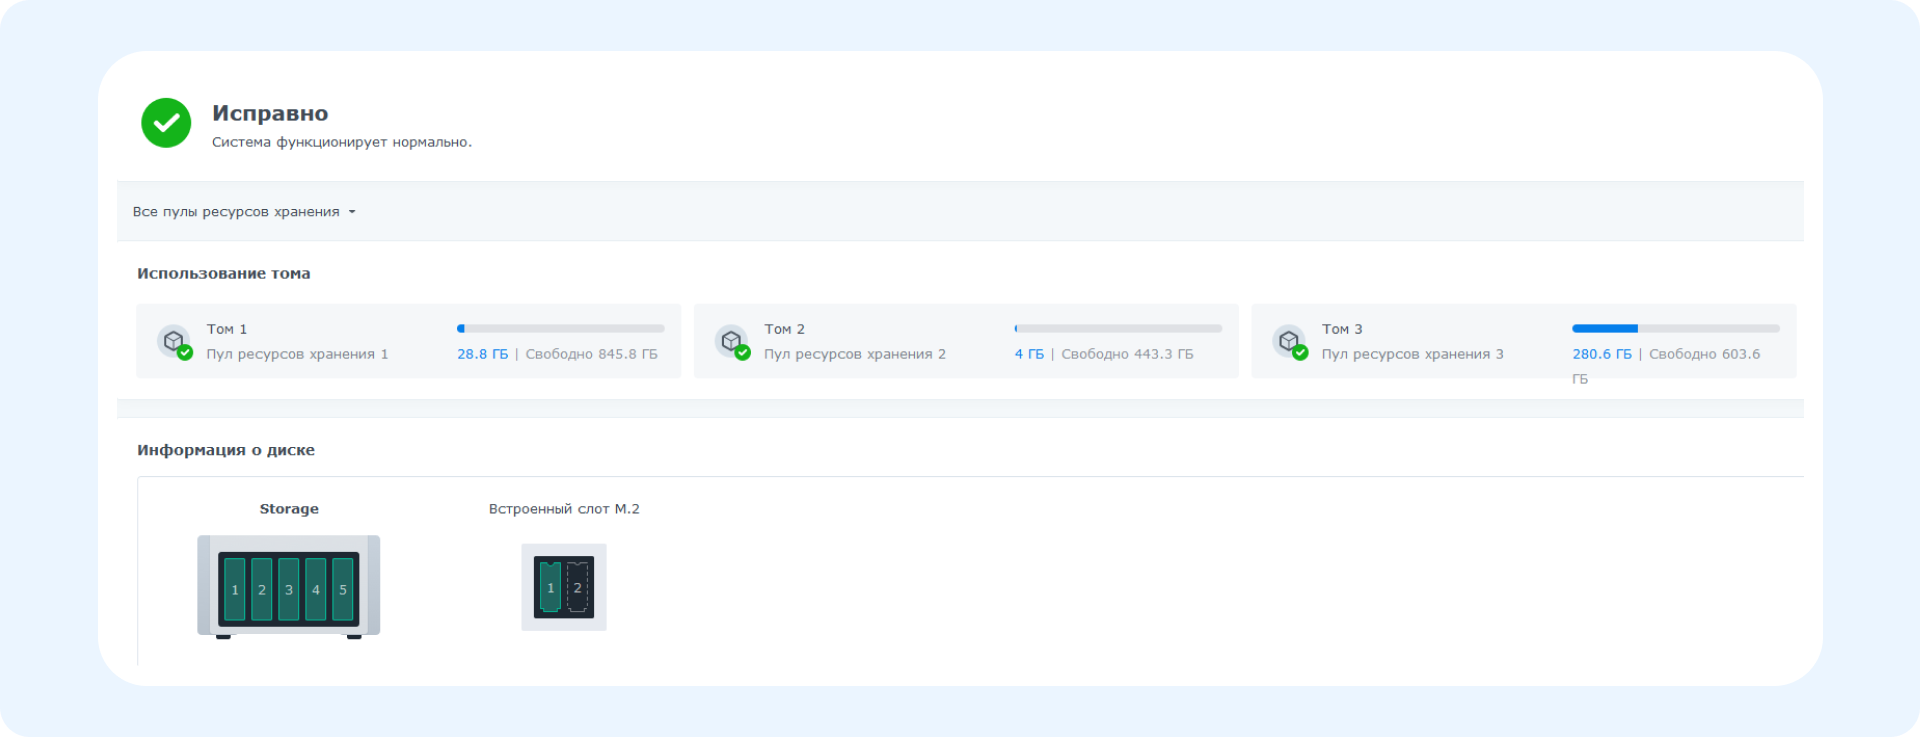 Исправно
Система функционирует нормально.
Все пулы ресурсов хранения
Использование тома
Том 1
Пул ресурсов хранения 1
28.8 ГБ | Свободно 845.8 ГБ
Том 2
Пул ресурсов хранения 2
4 ГБ | Свободно 443.3 ГБ
Том 3
Пул ресурсов хранения 3
280.6 ГБ | Свободно 603.6
ГБ
Информация о диске
Storage
1 2 3 4 5
Встроенный слот M.2
1 2